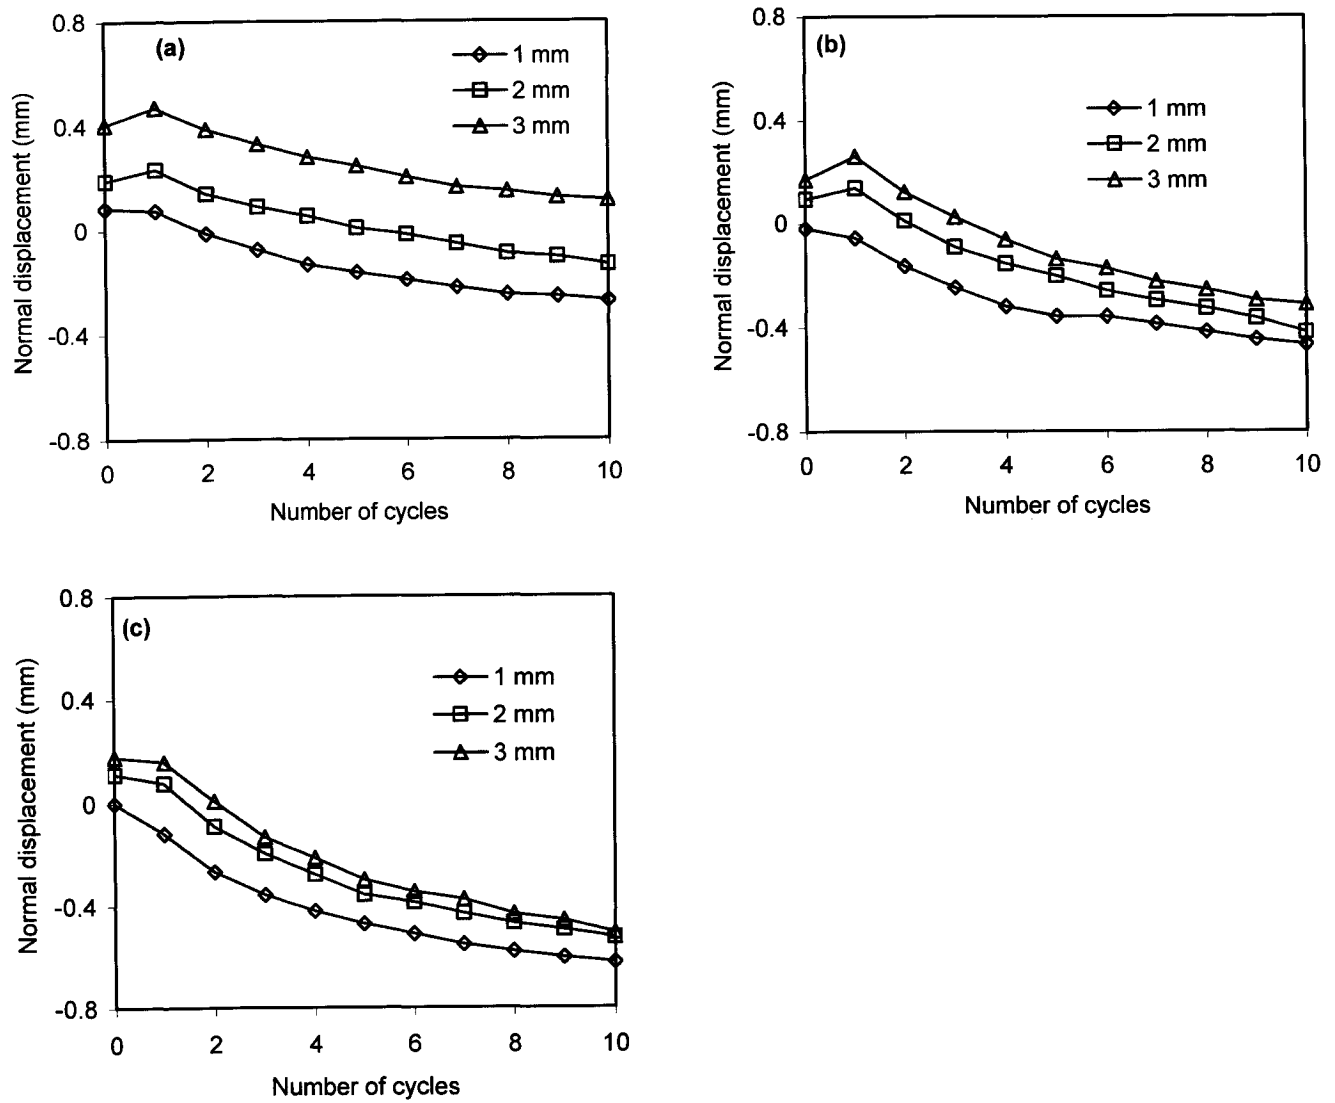 0.8
(a)
1 mm
2 mm
3 mm
0.4
0
-0.4
-0.8
Normal displacement (mm)
0 2 4 6 8 10
Number of cycles
0.8
(b)
1 mm
2 mm
3 mm
0.4
0
-0.4
-0.8
Normal displacement (mm)
0 2 4 6 8 10
Number of cycles
0.8
(c)
1 mm
2 mm
3 mm
0.4
0
-0.4
-0.8
Normal displacement (mm)
0 2 4 6 8 10
Number of cycles